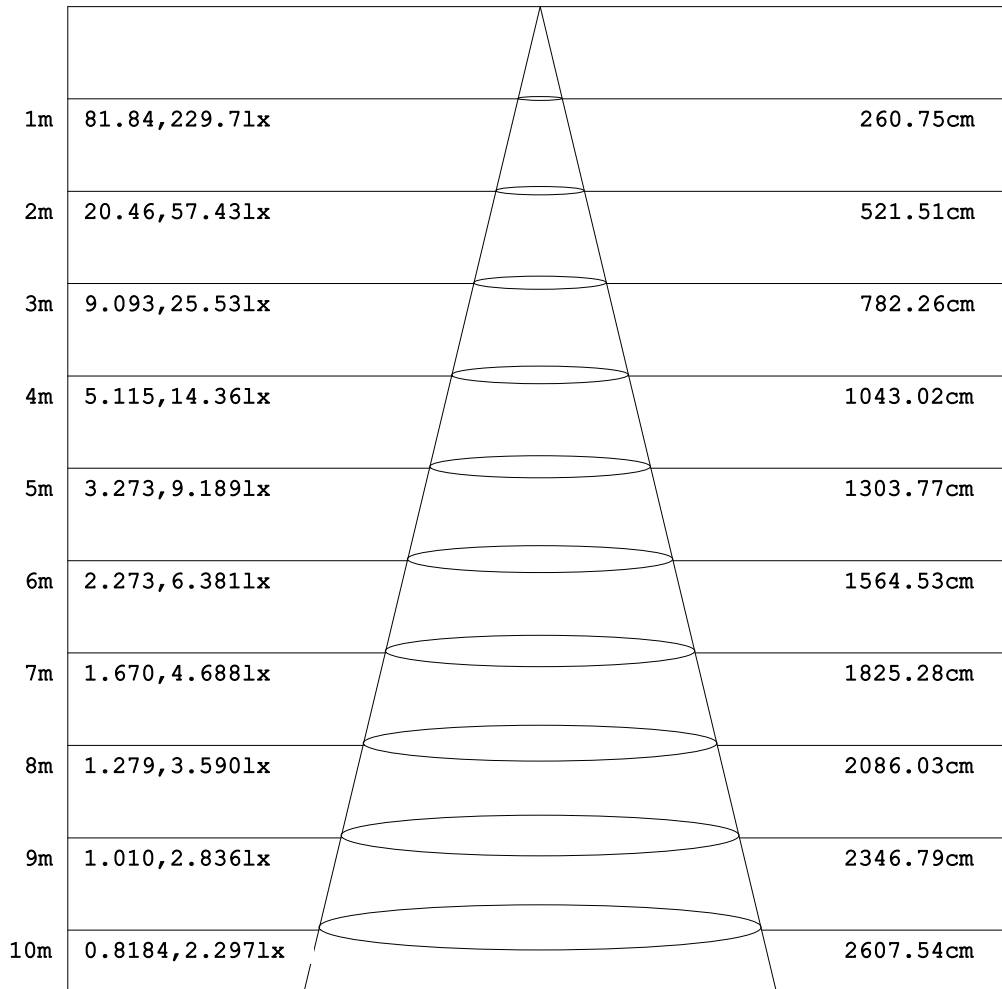 1m 81.84,229.7lx 260.75cm
2m 20.46,57.43lx 521.51cm
3m 9.093,25.53lx 782.26cm
4m 5.115,14.36lx 1043.02cm
5m 3.273,9.189lx 1303.77cm
6m 2.273,6.381lx 1564.53cm
7m 1.670,4.688lx 1825.28cm
8m 1.279,3.590lx 2086.03cm
9m 1.010,2.836lx 2346.79cm
10m 0.8184,2.297lx 2607.54cm